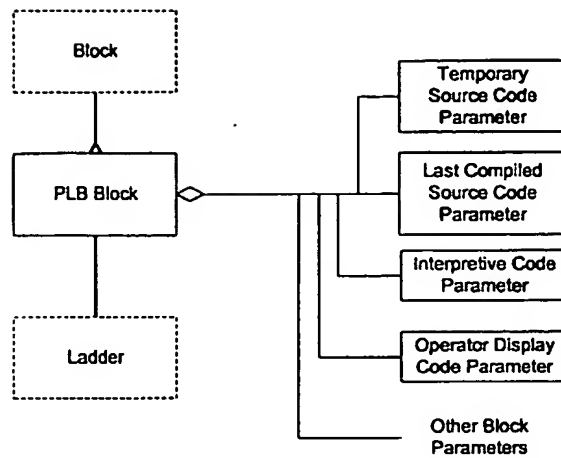 Block
PLB Block
Ladder
Temporary
Source Code
Parameter
Last Compiled
Source Code
Parameter
Interpretive Code
Parameter
Operator Display
Code Parameter
Other Block
Parameters